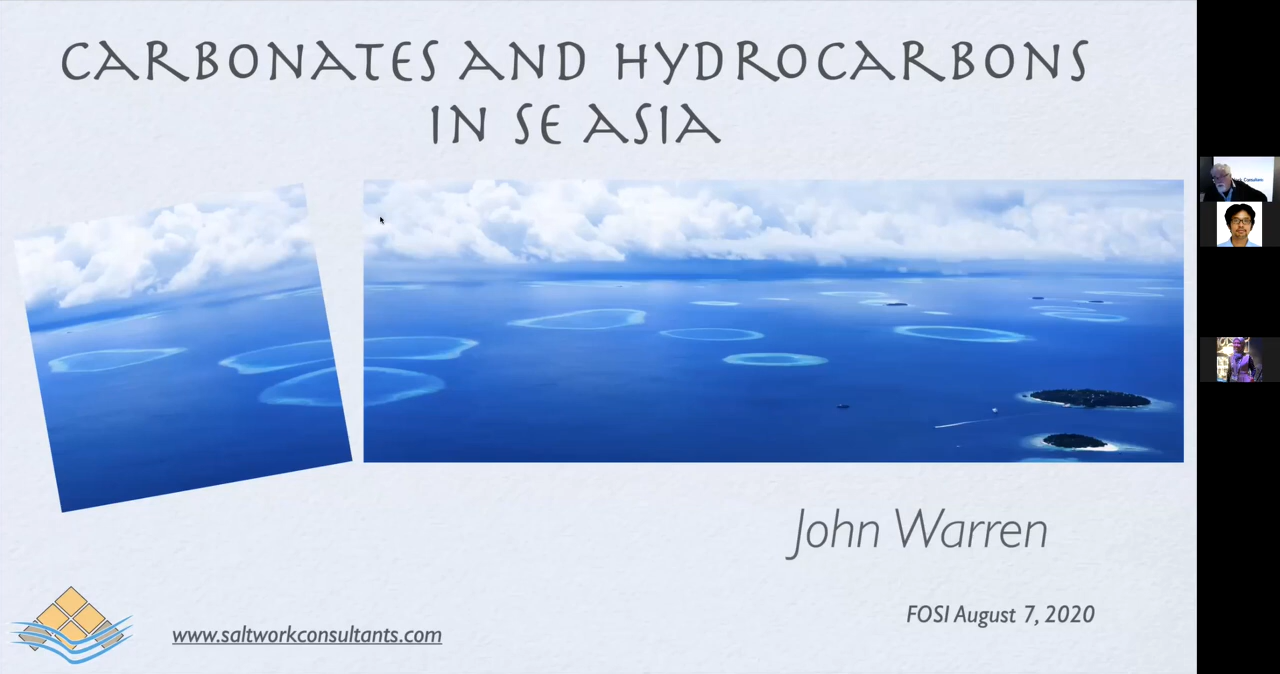 CARBONATES AND HYDROCARBONS
IN SE ASIA
John Warren
FOSI August 7, 2020
www.saltworkconsultants.com